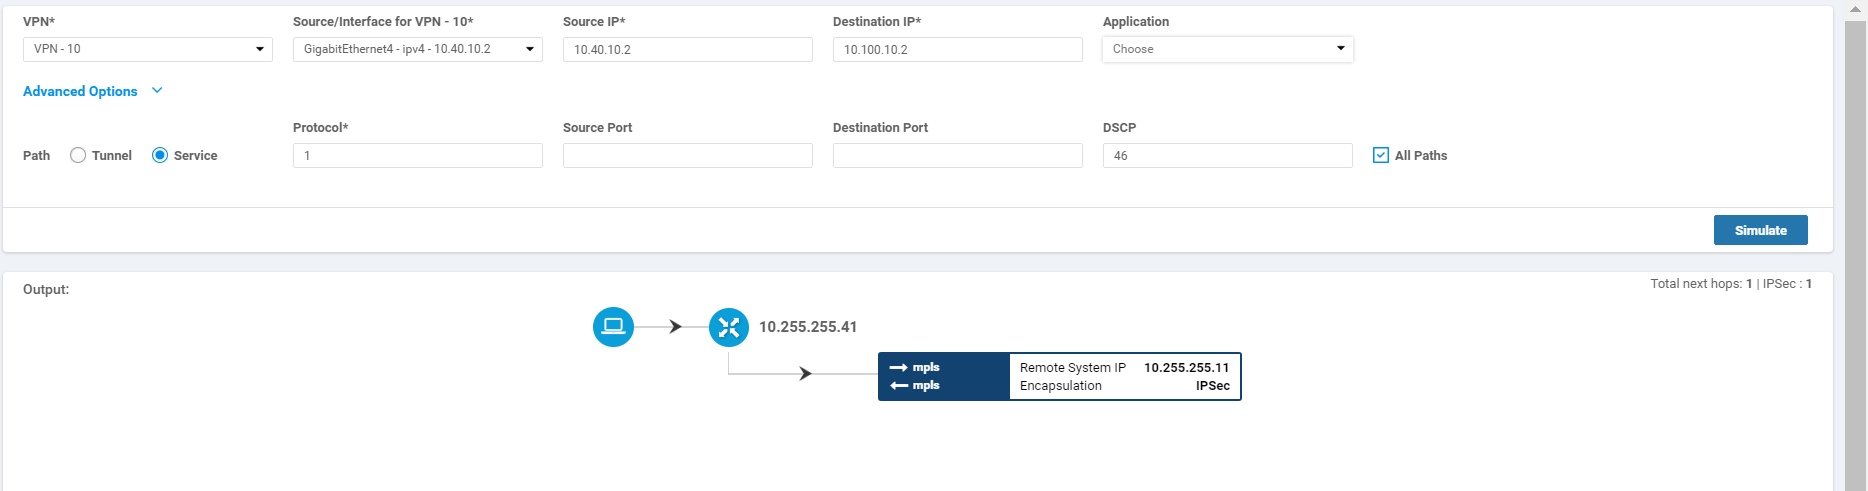 VPN* Source/Interface for VPN - 10* Source IP* Destination IP* Application
VPN - 10 GigabitEthernet4 - ipv4 - 10.40.10.2 10.40.10.2 10.100.10.2 Choose
Advanced Options
Protocol* Source Port Destination Port DSCP
Path Tunnel Service 1 46 All Paths
Simulate
Output: Total next hops: 1 | IPSec : 1
10.255.255.41
mpls Remote System IP 10.255.255.11
mpls Encapsulation IPSec